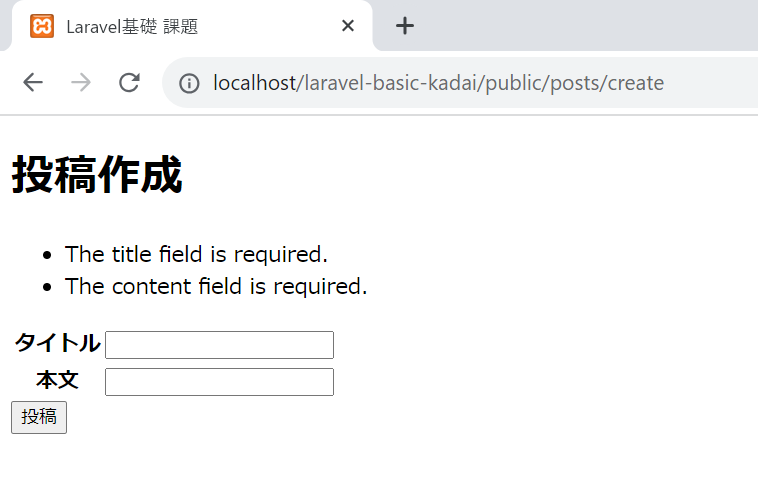 Laravel基礎 課題
localhost/laravel-basic-kadai/public/posts/create
投稿作成
The title field is required.
The content field is required.
タイトル
本文
投稿